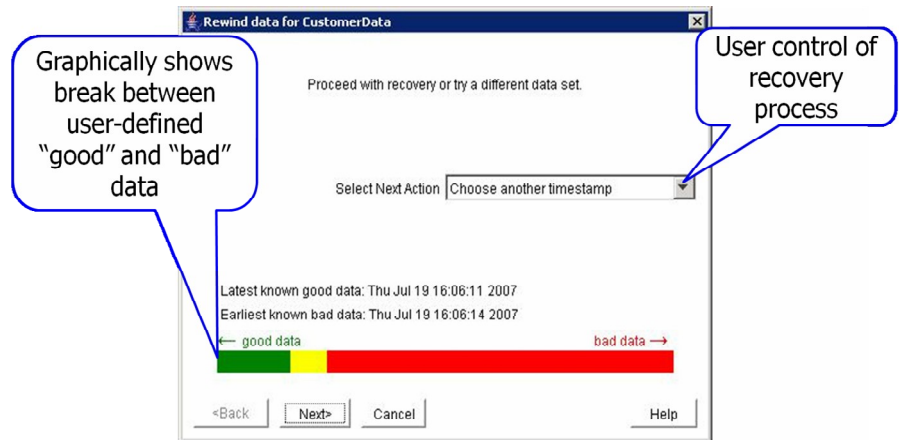 Rewind data for CustomerData
Graphically shows
break between
user-defined
“good” and “bad”
data
User control of
recovery
process
Proceed with recovery or try a different data set.
Select Next Action Choose another timestamp
Latest known good data: Thu Jul 19 16:06:11 2007
Earliest known bad data: Thu Jul 19 16:06:14 2007
← good data
bad data →
<Back
Next>
Cancel
Help